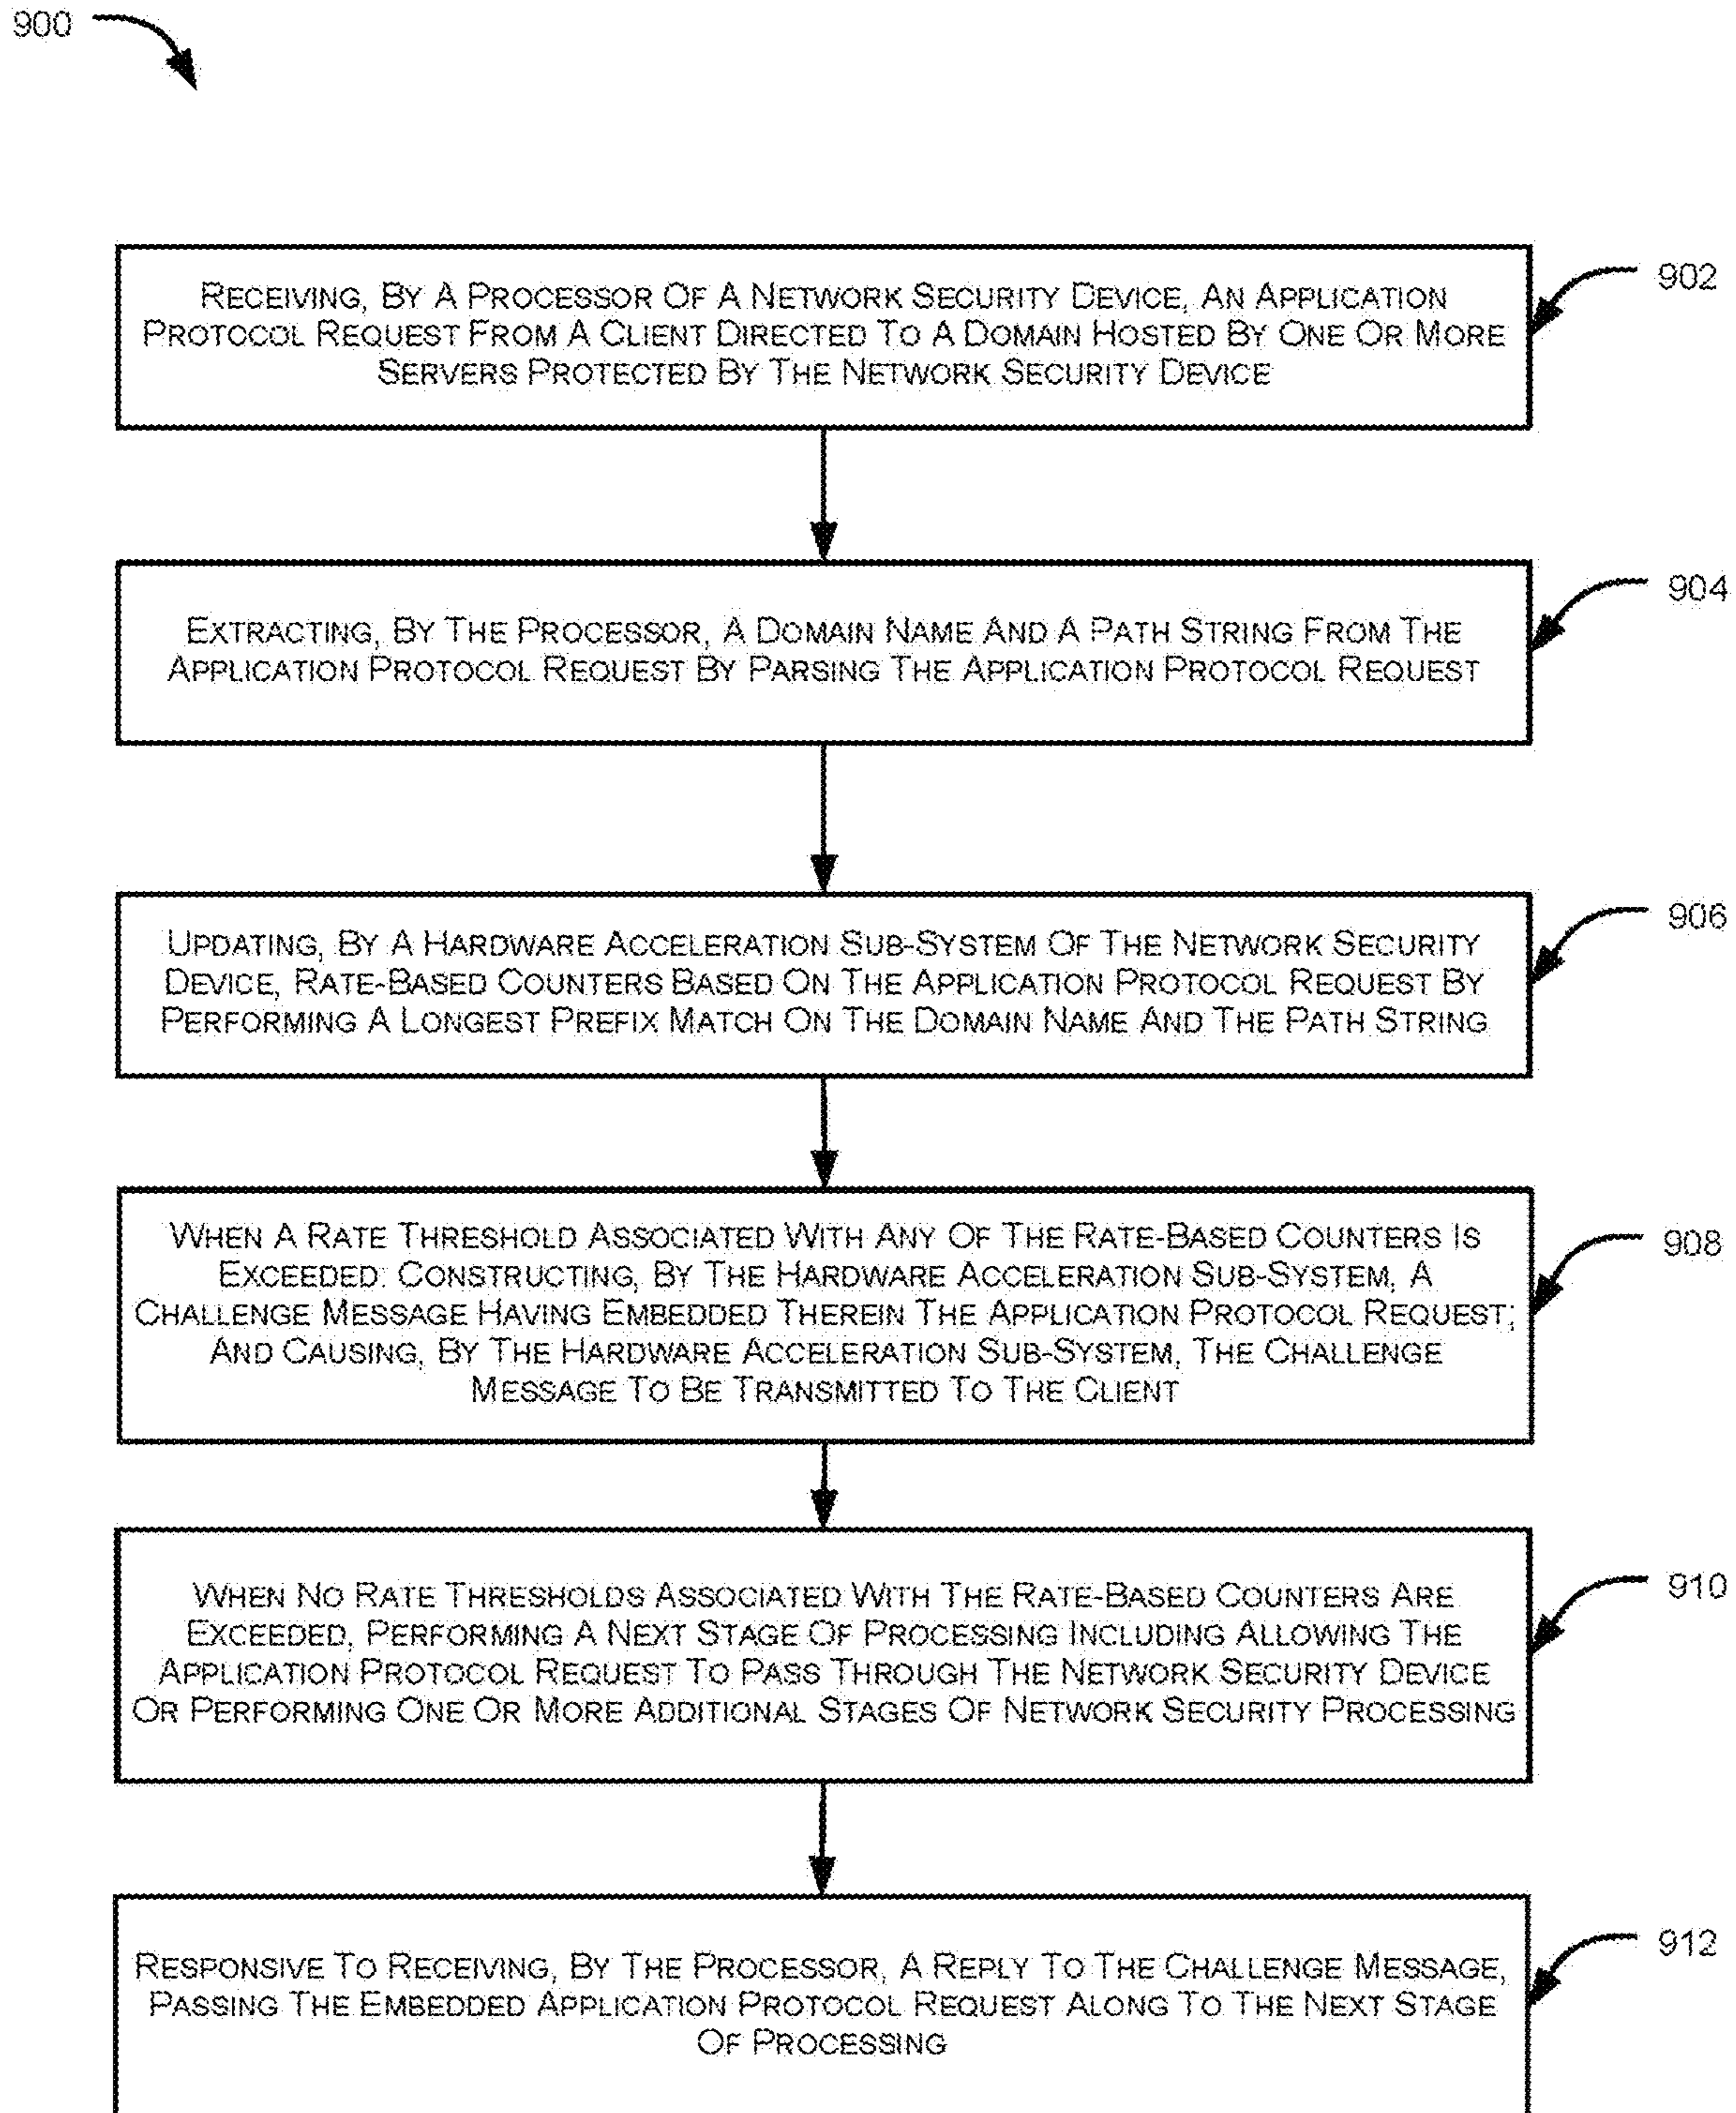 900
RECEIVING, BY A PROCESSOR OF A NETWORK SECURITY DEVICE, AN APPLICATION
PROTOCOL REQUEST FROM A CLIENT DIRECTED TO A DOMAIN HOSTED BY ONE OR MORE
SERVERS PROTECTED BY THE NETWORK SECURITY DEVICE
902
EXTRACTING, BY THE PROCESSOR, A DOMAIN NAME AND A PATH STRING FROM THE
APPLICATION PROTOCOL REQUEST BY PARSING THE APPLICATION PROTOCOL REQUEST
904
UPDATING, BY A HARDWARE ACCELERATION SUB-SYSTEM OF THE NETWORK SECURITY
DEVICE, RATE-BASED COUNTERS BASED ON THE APPLICATION PROTOCOL REQUEST BY
PERFORMING A LONGEST PREFIX MATCH ON THE DOMAIN NAME AND THE PATH STRING
906
WHEN A RATE THRESHOLD ASSOCIATED WITH ANY OF THE RATE-BASED COUNTERS IS
EXCEEDED: CONSTRUCTING, BY THE HARDWARE ACCELERATION SUB-SYSTEM, A
CHALLENGE MESSAGE HAVING EMBEDDED THEREIN THE APPLICATION PROTOCOL REQUEST;
AND CAUSING, BY THE HARDWARE ACCELERATION SUB-SYSTEM, THE CHALLENGE
MESSAGE TO BE TRANSMITTED TO THE CLIENT
908
WHEN NO RATE THRESHOLDS ASSOCIATED WITH THE RATE-BASED COUNTERS ARE
EXCEEDED, PERFORMING A NEXT STAGE OF PROCESSING INCLUDING ALLOWING THE
APPLICATION PROTOCOL REQUEST TO PASS THROUGH THE NETWORK SECURITY DEVICE
OR PERFORMING ONE OR MORE ADDITIONAL STAGES OF NETWORK SECURITY PROCESSING
910
RESPONSIVE TO RECEIVING, BY THE PROCESSOR, A REPLY TO THE CHALLENGE MESSAGE,
PASSING THE EMBEDDED APPLICATION PROTOCOL REQUEST ALONG TO THE NEXT STAGE
OF PROCESSING
912